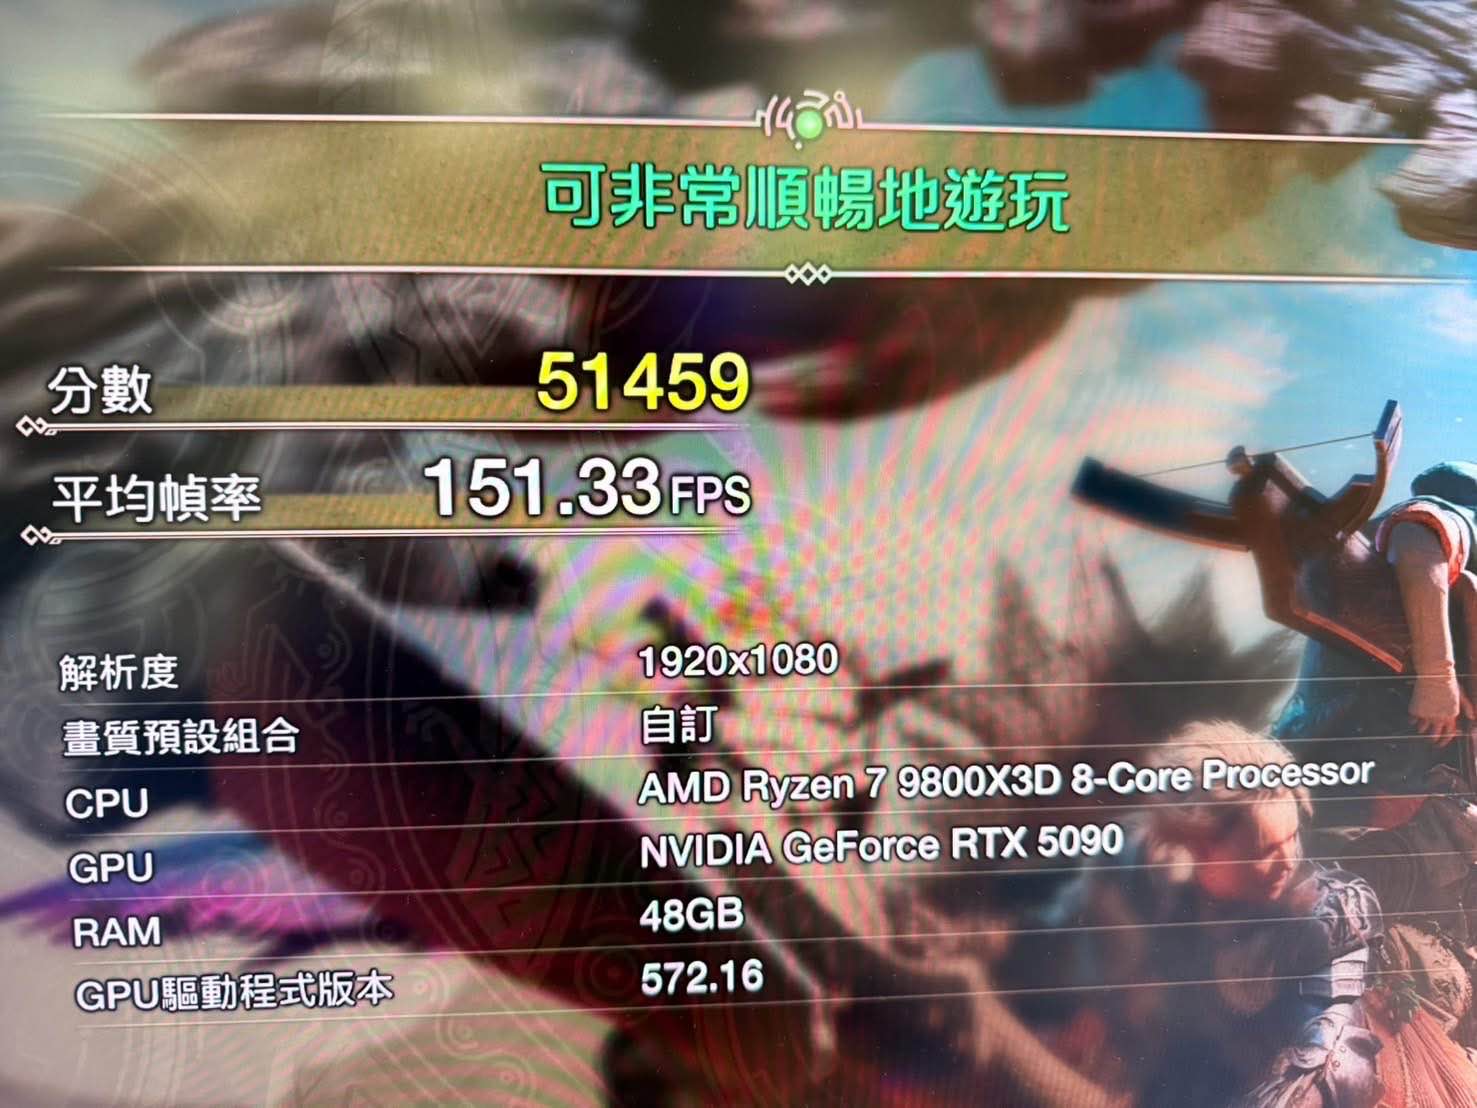 可非常順暢地遊玩
分數 51459
平均幀率 151.33 FPS
解析度 1920x1080
畫質預設組合 自訂
CPU AMD Ryzen 7 9800X3D 8-Core Processor
GPU NVIDIA GeForce RTX 5090
RAM 48GB
GPU驅動程式版本 572.16